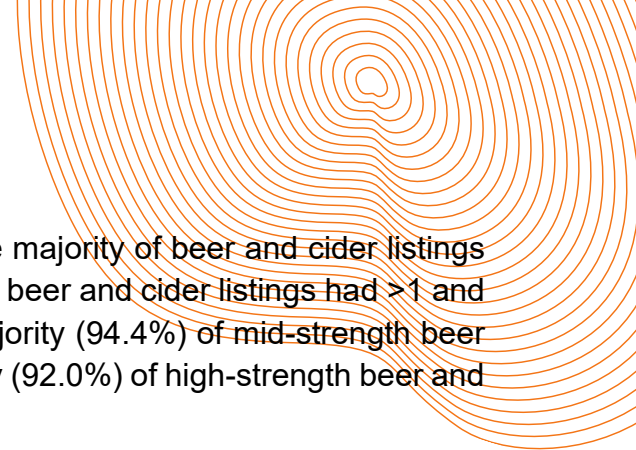 majority of beer and cider listings
beer and cider listings had >1 and
(94.4%) of mid-strength beer
(92.0%) of high-strength beer and